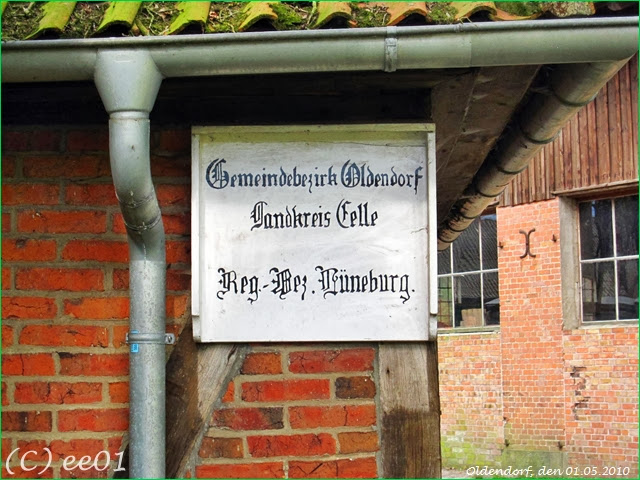 Gemeindebezirk Oldendorf
Landkreis Celle
Reg.-Bez. Lüneburg.
(C) ee01
Oldendorf, den 01.05.2010